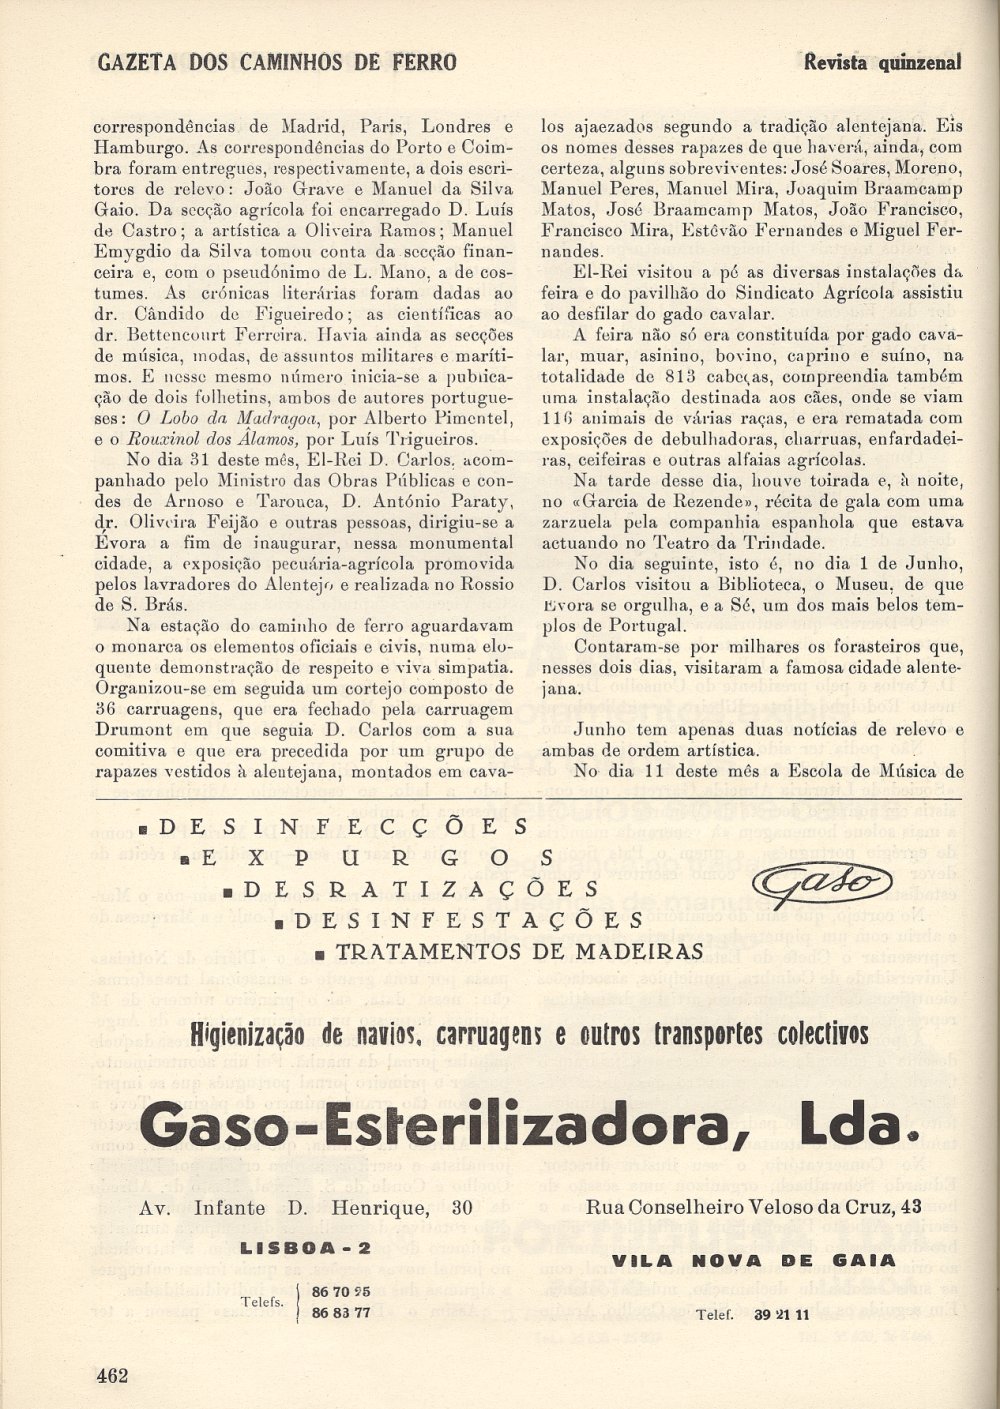 GAZETA DOS CAMINHOS DE FERRO
Revista quinzenal
correspondências de Madrid, Paris, Londres e
Hamburgo. As correspondências do Porto e Coim-
bra foram entregues, respectivamente, a dois escri-
tores de relevo: João Grave e Manuel da Silva
Gaio. Da secção agrícola foi encarregado D. Luís
de Castro; a artística a Oliveira Ramos; Manuel
Emygdio da Silva tomou conta da secção finan-
ceira e, com o pseudónimo de L. Mano, a de cos-
tumes. As crónicas literárias foram dadas ao
dr. Cândido de Figueiredo; as científicas ao
dr. Bettencourt Ferreira. Havia ainda as secções
de música, modas, de assuntos militares e maríti-
mos. E nesse mesmo número inicia-se a publica-
ção de dois folhetins, ambos de autores portugue-
ses: O Lobo da Madragoa, por Alberto Pimentel,
e o Rouxinol dos Álamos, por Luís Trigueiros.
No dia 31 deste mês, El-Rei D. Carlos, acom-
panhado pelo Ministro das Obras Públicas e con-
des de Arnoso e Tarouca, D. António Paraty,
dr. Oliveira Feijão e outras pessoas, dirigiu-se a
Évora a fim de inaugurar, nessa monumental
cidade, a exposição pecuária-agrícola promovida
pelos lavradores do Alentejo e realizada no Rossio
de S. Brás.
Na estação do caminho de ferro aguardavam
o monarca os elementos oficiais e civis, numa elo-
quente demonstração de respeito e viva simpatia.
Organizou-se em seguida um cortejo composto de
36 carruagens, que era fechado pela carruagem
Drumont em que seguia D. Carlos com a sua
comitiva e que era precedida por um grupo de
rapazes vestidos à alentejana, montados em cava-
los ajaezados segundo a tradição alentejana. Eis
os nomes desses rapazes de que haverá, ainda, com
certeza, alguns sobreviventes: José Soares, Moreno,
Manuel Peres, Manuel Mira, Joaquim Braamcamp
Matos, José Braamcamp Matos, João Francisco,
Francisco Mira, Estêvão Fernandes e Miguel Fer-
nandes.
El-Rei visitou a pé as diversas instalações da
feira e do pavilhão do Sindicato Agrícola assistiu
ao desfilar do gado cavalar.
A feira não só era constituída por gado cava-
lar, muar, asinino, bovino, caprino e suíno, na
totalidade de 813 cabeças, compreendia também
uma instalação destinada aos cães, onde se viam
116 animais de várias raças, e era rematada com
exposições de debulhadoras, charruas, enfardadei-
ras, ceifeiras e outras alfaias agrícolas.
Na tarde desse dia, houve toirada e, à noite,
no «Garcia de Rezende», récita de gala com uma
zarzuela pela companhia espanhola que estava
actuando no Teatro da Trindade.
No dia seguinte, isto é, no dia 1 de Junho,
D. Carlos visitou a Biblioteca, o Museu, de que
Évora se orgulha, e a Sé, um dos mais belos tem-
plos de Portugal.
Contaram-se por milhares os forasteiros que,
nesses dois dias, visitaram a famosa cidade alente-
jana.
Junho tem apenas duas notícias de relevo e
ambas de ordem artística.
No dia 11 deste mês a Escola de Música de
▪ DESINFECÇÕES
▪ EXPURGOS
▪ DESRATIZAÇÕES
▪ DESINFESTAÇÕES
▪ TRATAMENTOS DE MADEIRAS
Gaso
Higienização de navios, carruagens e outros transportes colectivos
Gaso-Esterilizadora, Lda.
Av. Infante D. Henrique, 30
LISBOA-2
Telefs. 86 70 95
86 83 77
Rua Conselheiro Veloso da Cruz, 43
VILA NOVA DE GAIA
Telef. 39 21 11
462